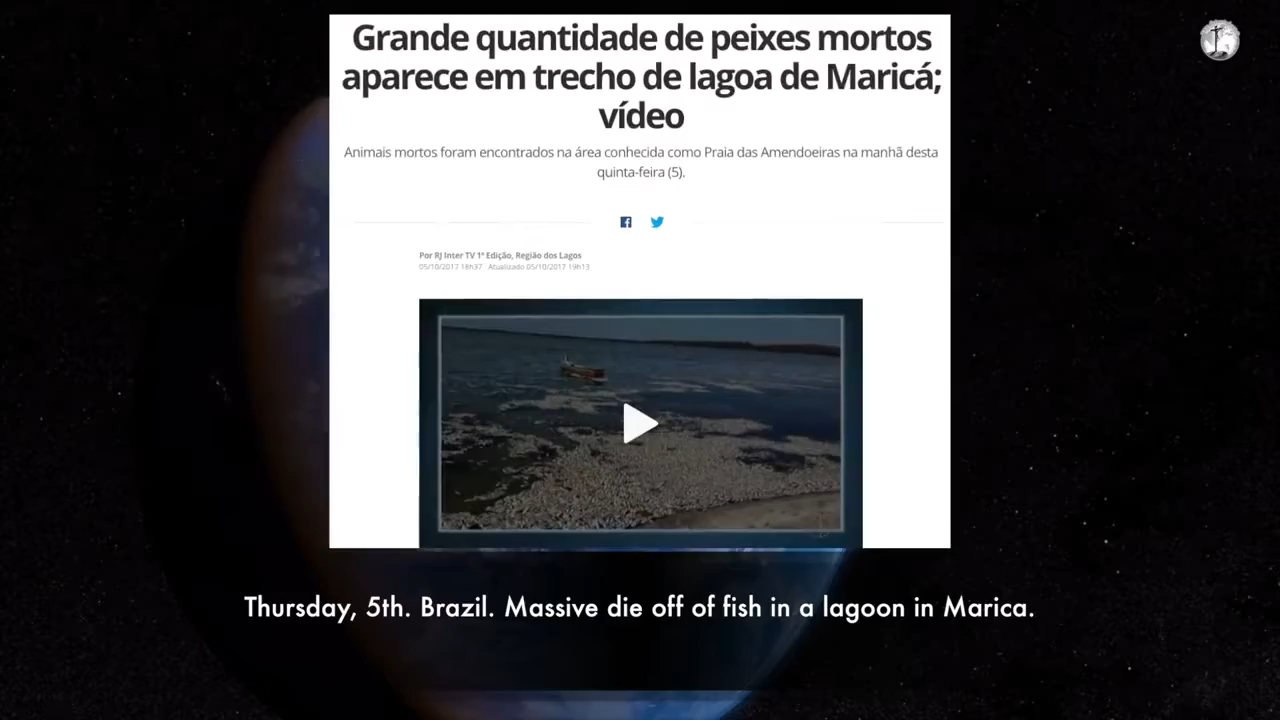 Grande quantidade de peixes mortos
aparece em trecho de lagoa de Maricá;
vídeo
Animais mortos foram encontrados na área conhecida como Praia das Amendoeiras na manhã desta
quinta-feira (5).
Por RJ Inter TV 1ª Edição, Região dos Lagos
05/10/2017 18h37 · Atualizado 05/10/2017 19h13
Thursday, 5th. Brazil. Massive die off of fish in a lagoon in Marica.